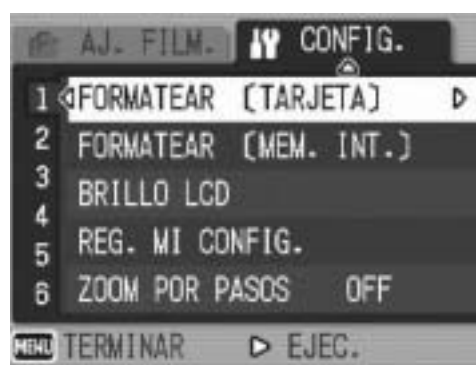 AJ. FILM. CONFIG.
1 FORMATEAR [TARJETA]
2 FORMATEAR [MEM. INT.]
3 BRILLO LCD
4 REG. MI CONFIG.
5 ZOOM POR PASOS OFF
6
MENU TERMINAR EJEC.